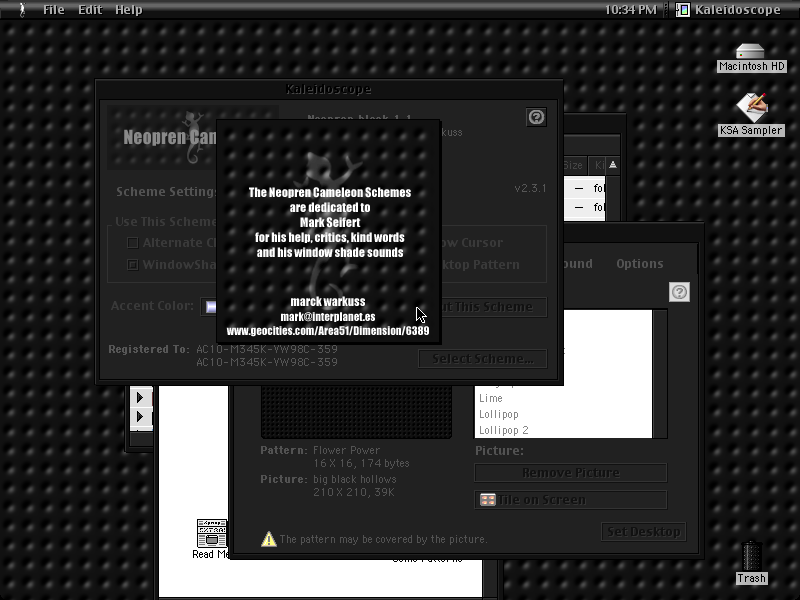 File Edit Help
10:34 PM
Kaleidoscope
Macintosh HD
KSA Sampler
Kaleidoscope
Neopren Cam
Neopren black 1.1
kuss
Scheme Settings
v2.3.1
Use This Scheme
Alternate C
WindowSha
ow Cursor
ktop Pattern
Accent Color:
ut This Scheme
Registered To: AC10-M345K-YW98C-359
AC10-M345K-YW98C-359
Select Scheme...
The Neopren Cameleon Schemes
are dedicated to
Mark Seifert
for his help, critics, kind words
and his window shade sounds
marck warkuss
mark@interplanet.es
www.geocities.com/Area51/Dimension/6389
Size Ki
— fol
— fol
ound
Options
Lime
Lollipop
Lollipop 2
Pattern: Flower Power
16 X 16, 174 bytes
Picture: big black hollows
210 X 210, 39K
Picture:
Remove Picture
Tile on Screen
The pattern may be covered by the picture.
Set Desktop
Read Me
Trash